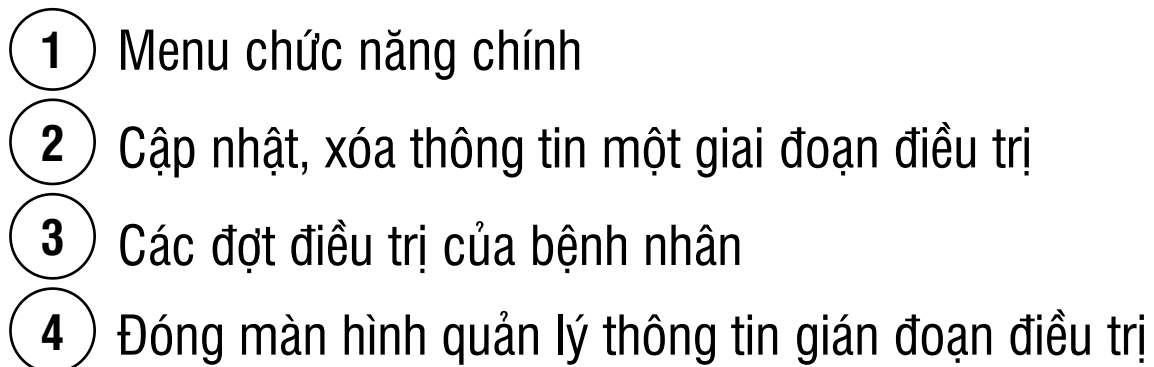 1 Menu chức năng chính
2 Cập nhật, xóa thông tin một giai đoạn điều trị
3 Các đợt điều trị của bệnh nhân
4 Đóng màn hình quản lý thông tin gián đoạn điều trị